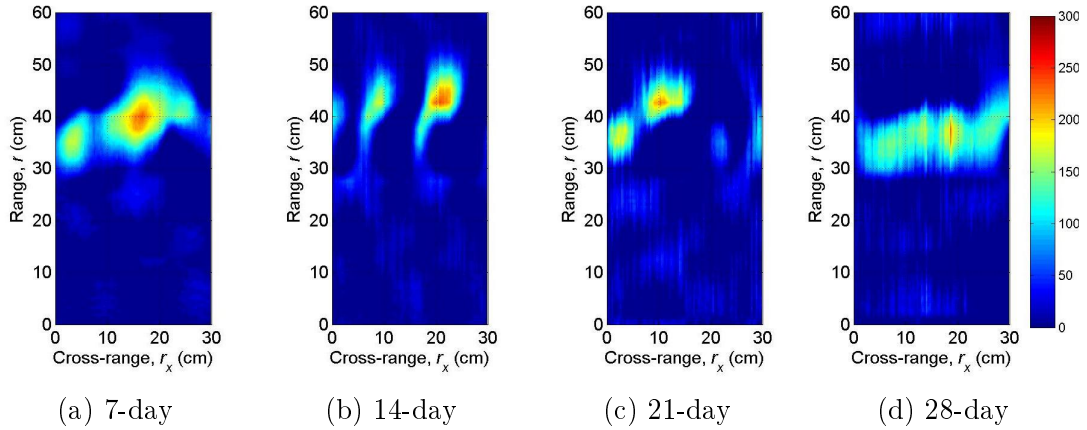 60 60 60 60 300
50 50 50 50 250
40 40 40 40 200
Range, r (cm) Range, r (cm) Range, r (cm) Range, r (cm)
30 30 30 30 150
20 20 20 20 100
10 10 10 10 50
0 0 0 0 0
0 10 20 30 0 10 20 30 0 10 20 30 0 10 20 30
Cross-range, r_x (cm) Cross-range, r_x (cm) Cross-range, r_x (cm) Cross-range, r_x (cm)
(a) 7-day (b) 14-day (c) 21-day (d) 28-day